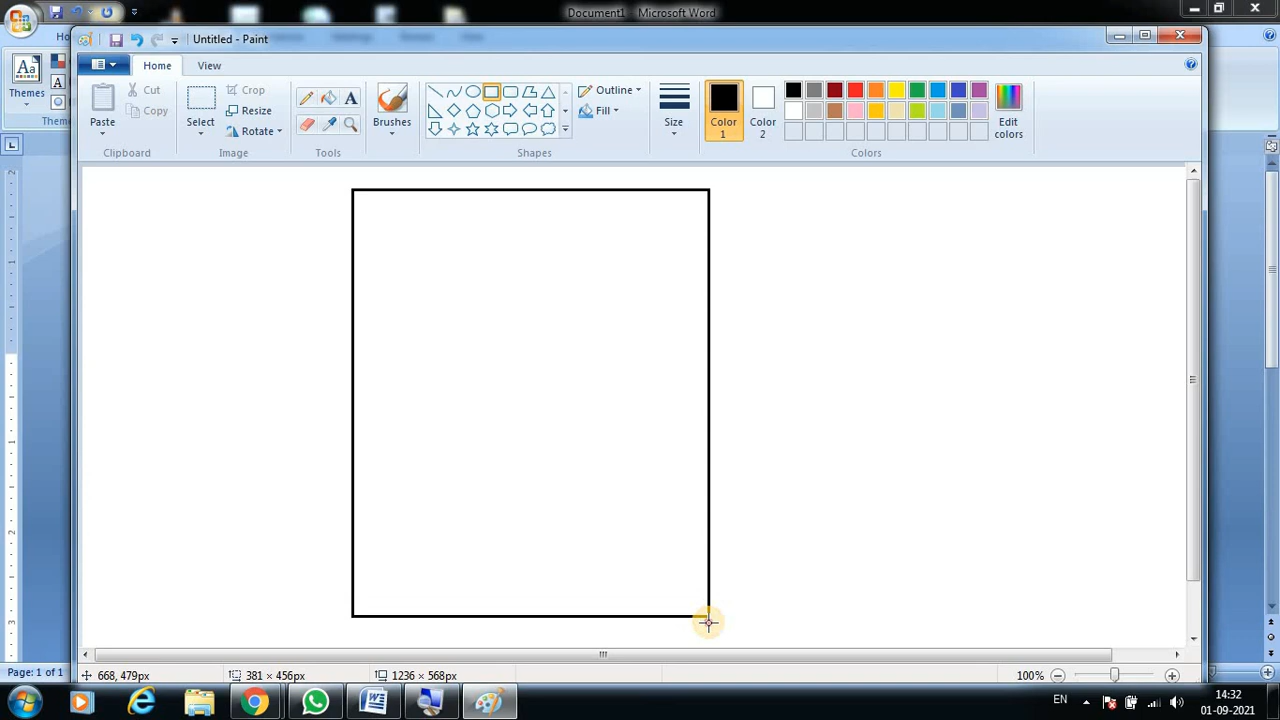 Document1 - Microsoft Word
Untitled - Paint
Ho
Home
View
Themes
Them
Paste
Cut
Copy
Clipboard
Select
Crop
Resize
Rotate
Image
A
Tools
Brushes
Outline
Fill
Shapes
Size
Color
1
Color
2
Edit
colors
Colors
668, 479px
381 × 456px
1236 × 568px
100%
Page: 1 of 1
EN
14:32
01-09-2021